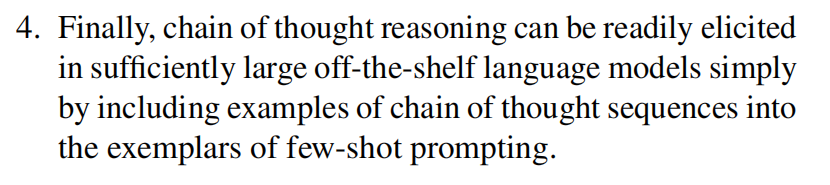 4. Finally, chain of thought reasoning can be readily elicited
in sufficiently large off-the-shelf language models simply
by including examples of chain of thought sequences into
the exemplars of few-shot prompting.